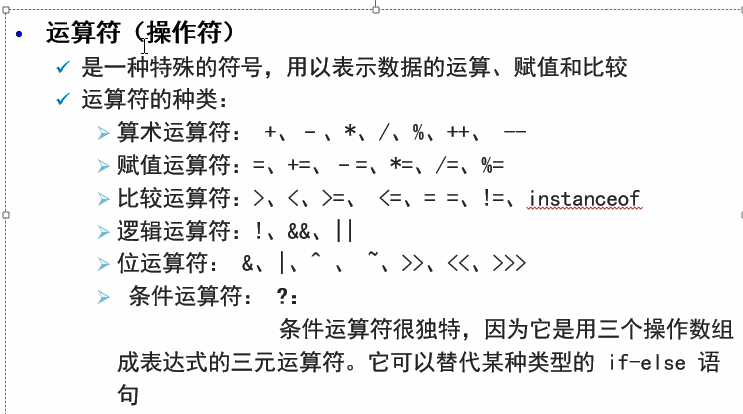 运算符（操作符）
是一种特殊的符号，用以表示数据的运算、赋值和比较
运算符的种类：
算术运算符： +、－、*、/、%、++、 --
赋值运算符：=、+=、－=、*=、/=、%=
比较运算符：>、<、>=、 <=、= =、!=、instanceof
逻辑运算符：!、&&、||
位运算符： &、|、^ 、 ~、>>、<<、>>>
条件运算符： ?：
条件运算符很独特，因为它是用三个操作数组
成表达式的三元运算符。它可以替代某种类型的 if-else 语
句